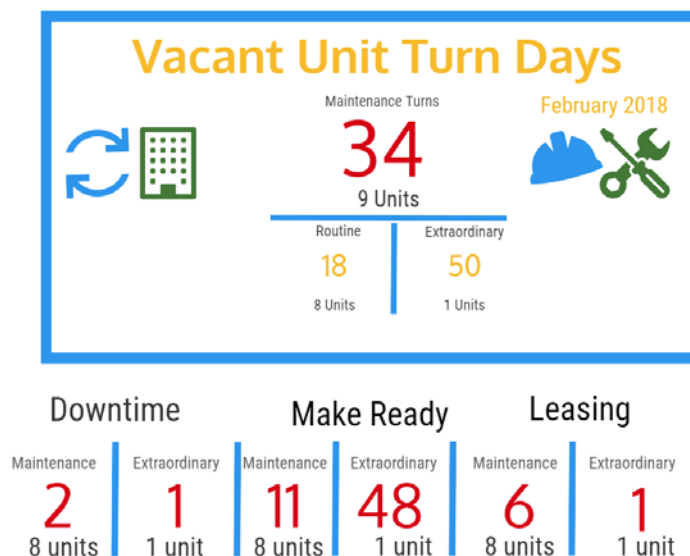 Vacant Unit Turn Days
February 2018
Maintenance Turns
34
9 Units
Routine
18
8 Units
Extraordinary
50
1 Units
Downtime
Maintenance
2
8 units
Extraordinary
1
1 unit
Make Ready
Maintenance
11
8 units
Extraordinary
48
1 unit
Leasing
Maintenance
6
8 units
Extraordinary
1
1 unit